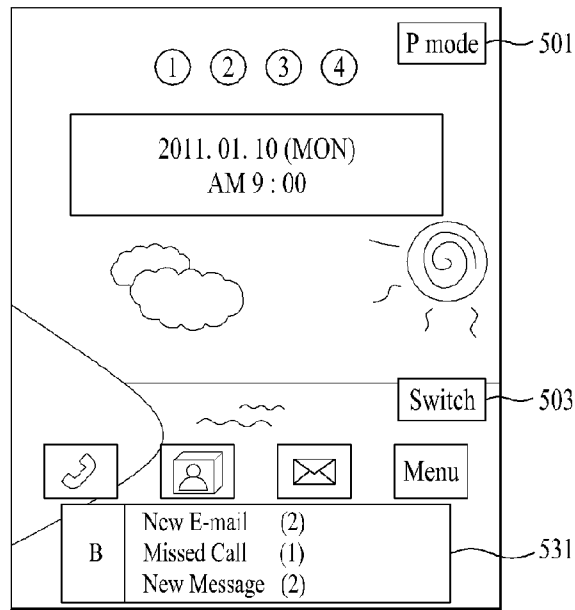 P mode
501
1 2 3 4
2011. 01. 10 (MON)
AM 9 : 00
Switch
503
Menu
B
New E-mail (2)
Missed Call (1)
New Message (2)
531